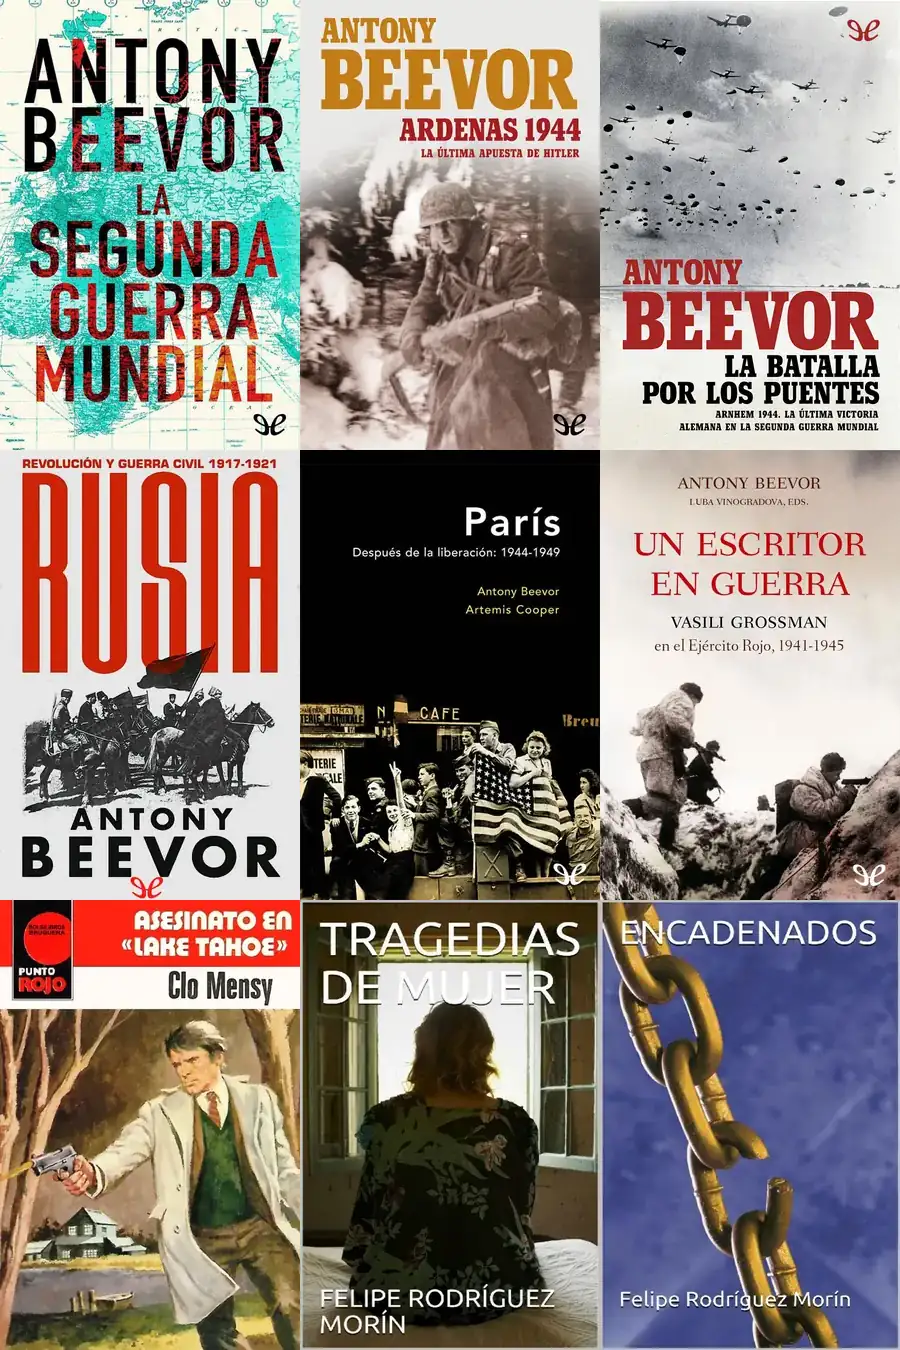 ANTONY
BEEVOR
LA
SEGUNDA
GUERRA
MUNDIAL
ANTONY
BEEVOR
ARDENAS 1944
LA ÚLTIMA APUESTA DE HITLER
ANTONY
BEEVOR
LA BATALLA
POR LOS PUENTES
ARNHEM 1944. LA ÚLTIMA VICTORIA
ALEMANA EN LA SEGUNDA GUERRA MUNDIAL
REVOLUCIÓN Y GUERRA CIVIL 1917-1921
RUSIA
ANTONY
BEEVOR
París
Después de la liberación: 1944-1949
Antony Beevor
Artemis Cooper
CAFE
ANTONY BEEVOR
LUBA VINOGRADOVA, EDS.
UN ESCRITOR
EN GUERRA
VASILI GROSSMAN
en el Ejército Rojo, 1941-1945
BOLSILIBROS
BRUGUERA
PUNTO
ROJO
ASESINATO EN
«LAKE TAHOE»
Clo Mensy
TRAGEDIAS
DE MUJER
FELIPE RODRÍGUEZ
MORÍN
ENCADENADOS
Felipe Rodríguez Morín